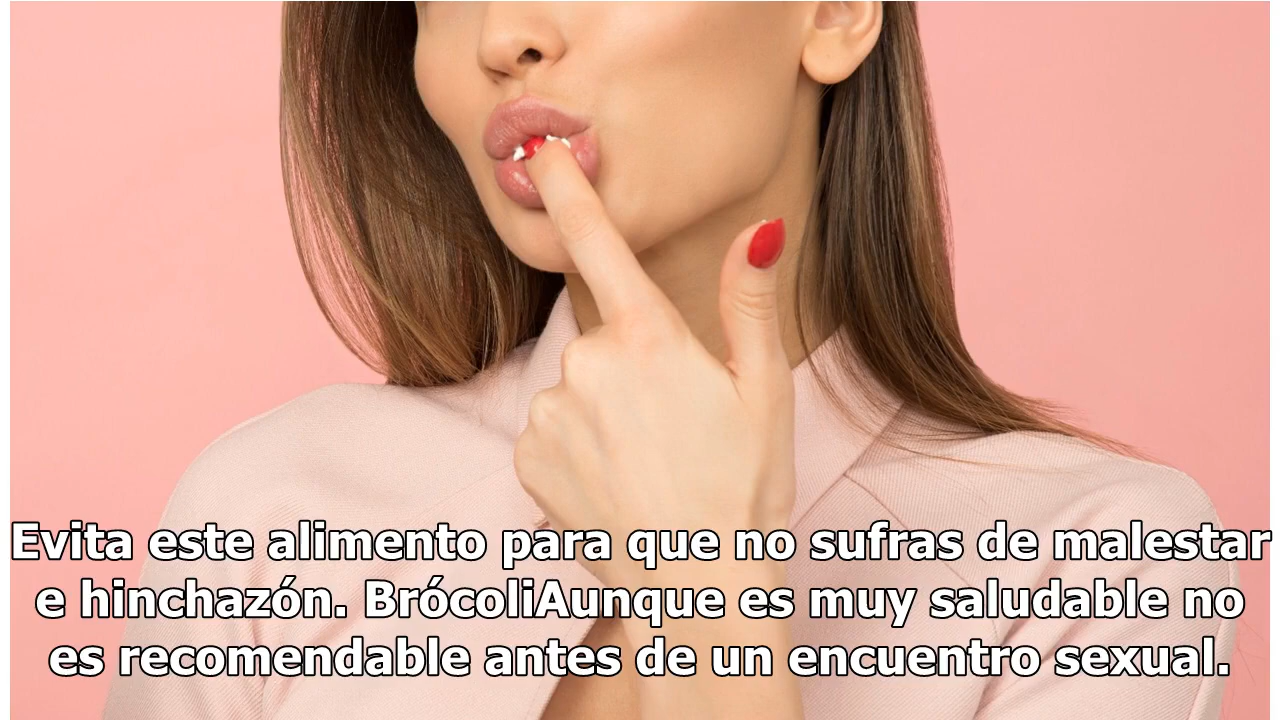 Evita este alimento para que no sufras de malestar
e hinchazón. BrócoliAunque es muy saludable no
es recomendable antes de un encuentro sexual.